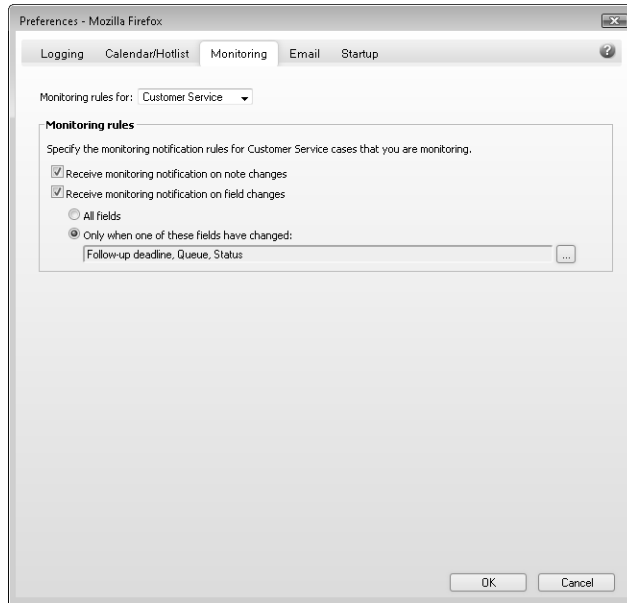 Preferences - Mozilla Firefox
Logging Calendar/Hotlist Monitoring Email Startup ?
Monitoring rules for: Customer Service
Monitoring rules
Specify the monitoring notification rules for Customer Service cases that you are monitoring.
Receive monitoring notification on note changes
Receive monitoring notification on field changes
All fields
Only when one of these fields have changed:
Follow-up deadline, Queue, Status ...
OK Cancel